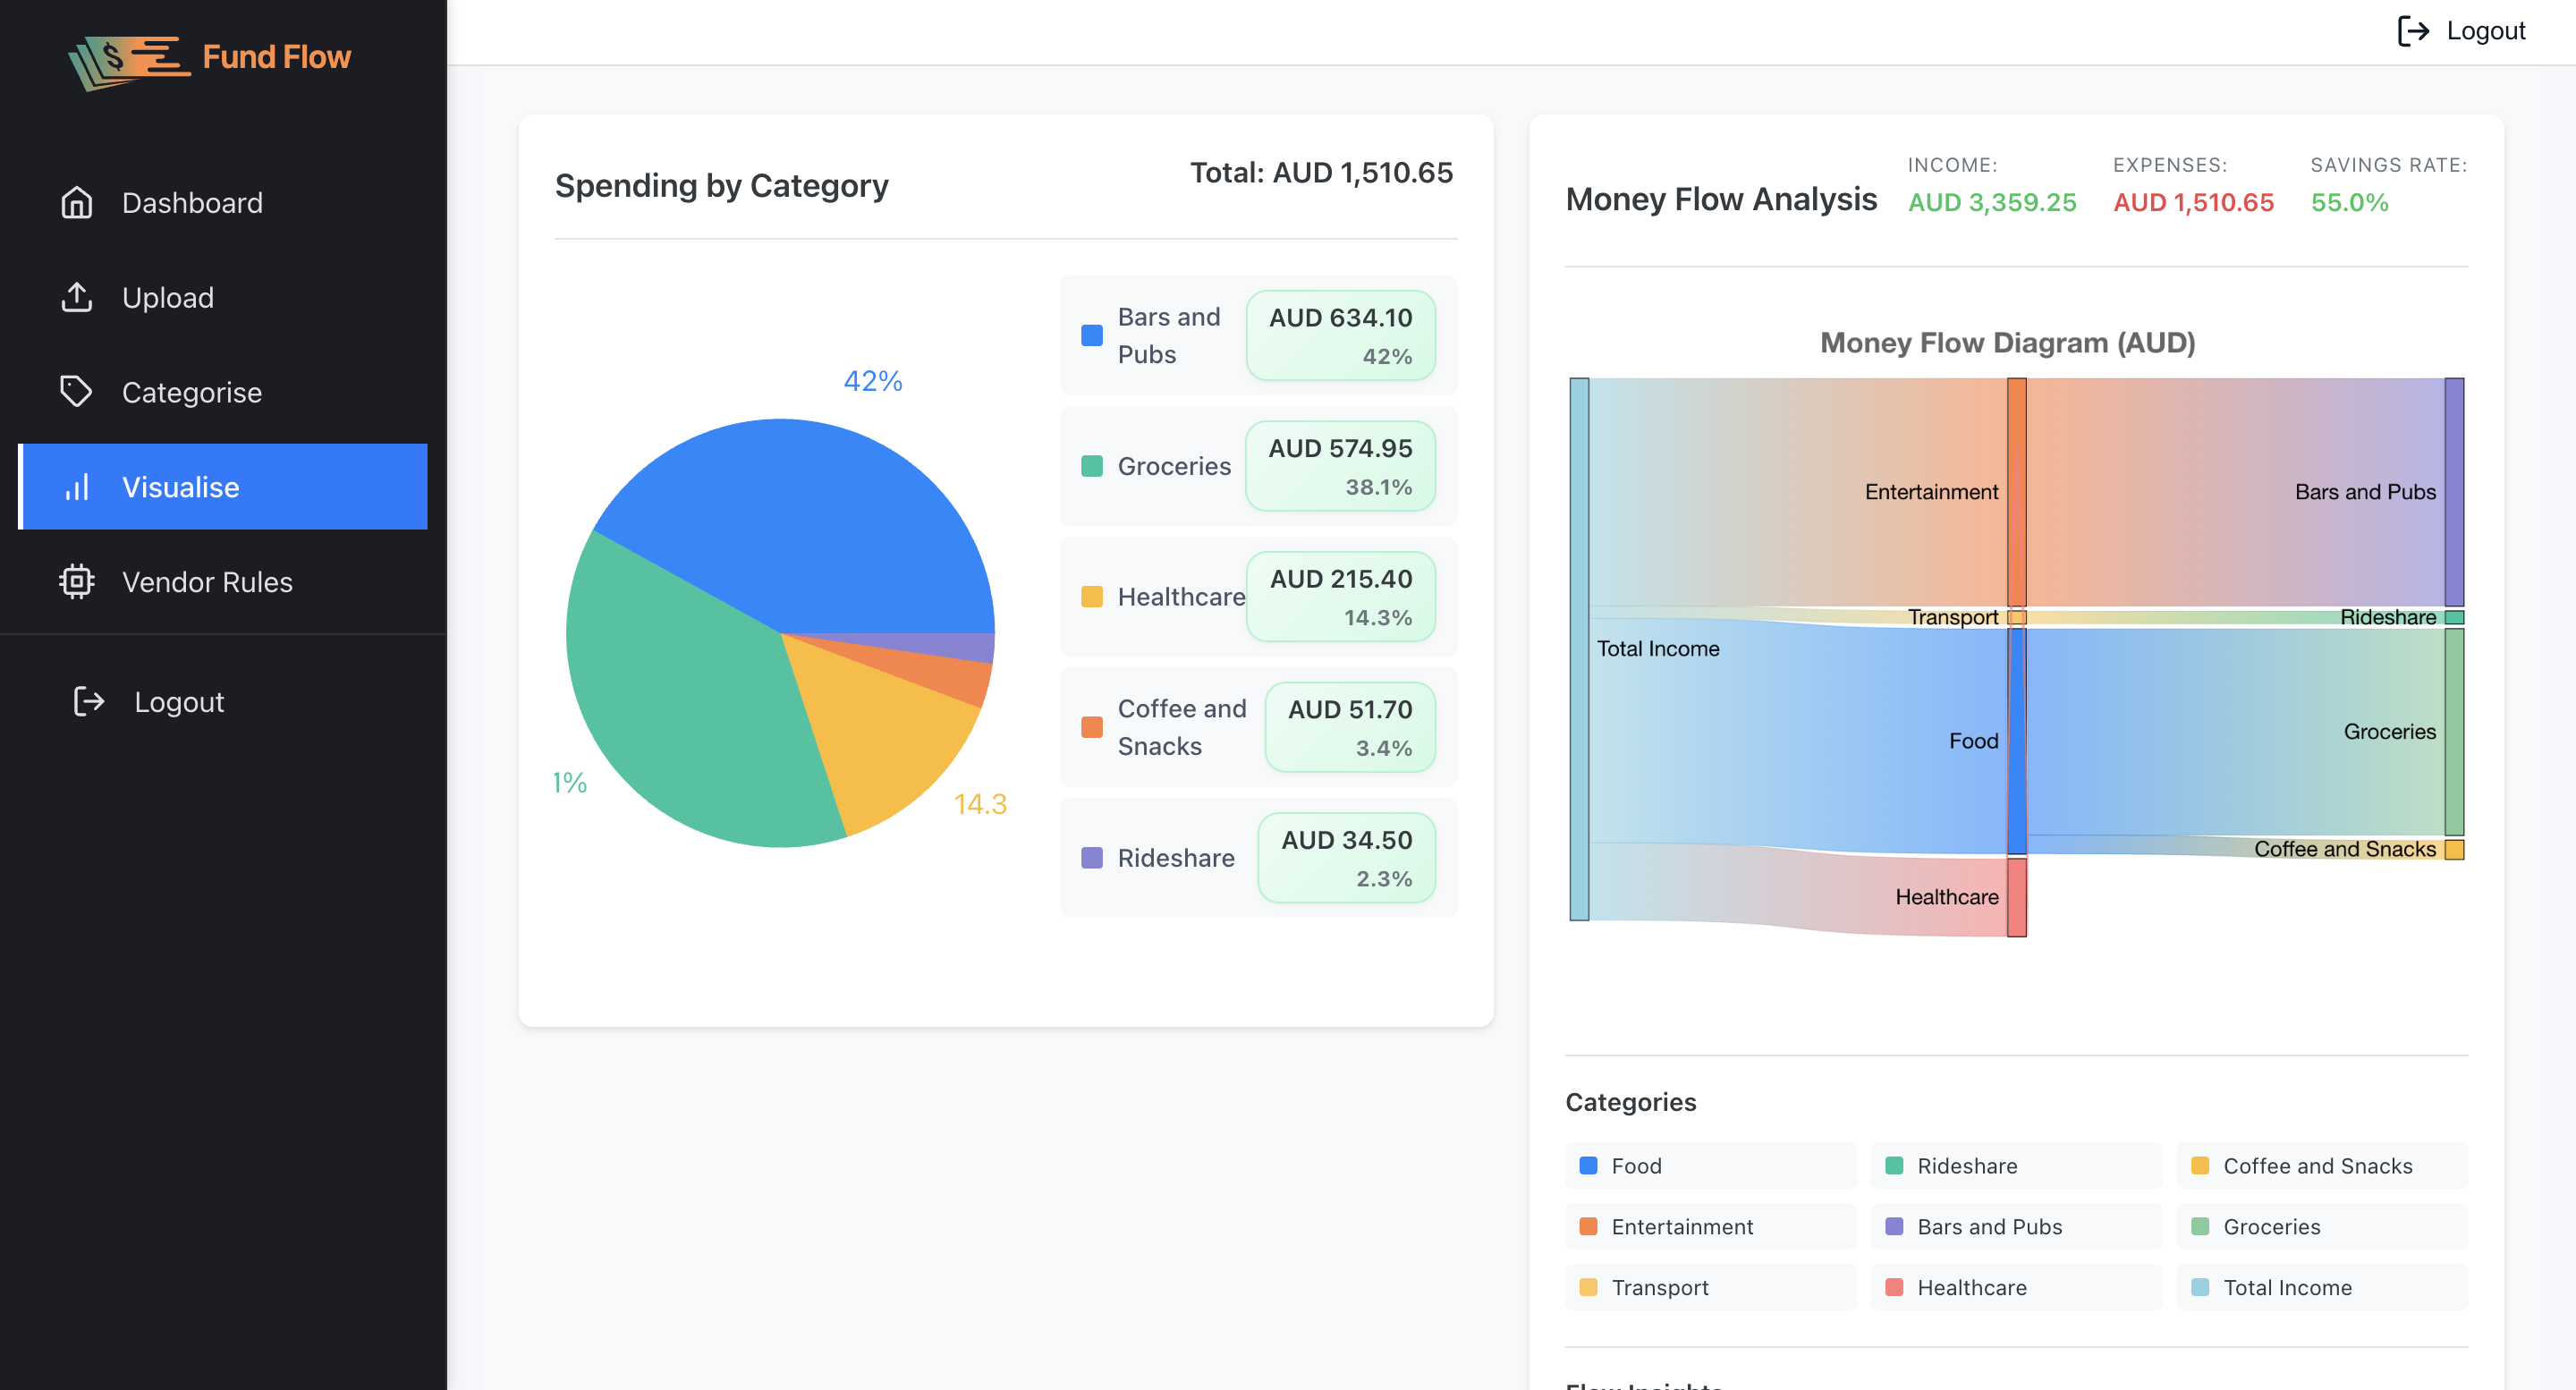 $
Fund Flow
Dashboard
Upload
Categorise
Visualise
Vendor Rules
Logout
Logout
Spending by Category
Total: AUD 1,510.65
42%
1%
14.3
Bars and
Pubs
AUD 634.10
42%
Groceries
AUD 574.95
38.1%
Healthcare
AUD 215.40
14.3%
Coffee and
Snacks
AUD 51.70
3.4%
Rideshare
AUD 34.50
2.3%
Money Flow Analysis
INCOME:
AUD 3,359.25
EXPENSES:
AUD 1,510.65
SAVINGS RATE:
55.0%
Money Flow Diagram (AUD)
Entertainment
Bars and Pubs
Transport
Rideshare
Total Income
Food
Groceries
Coffee and Snacks
Healthcare
Categories
Food
Rideshare
Coffee and Snacks
Entertainment
Bars and Pubs
Groceries
Transport
Healthcare
Total Income
Flow Insights